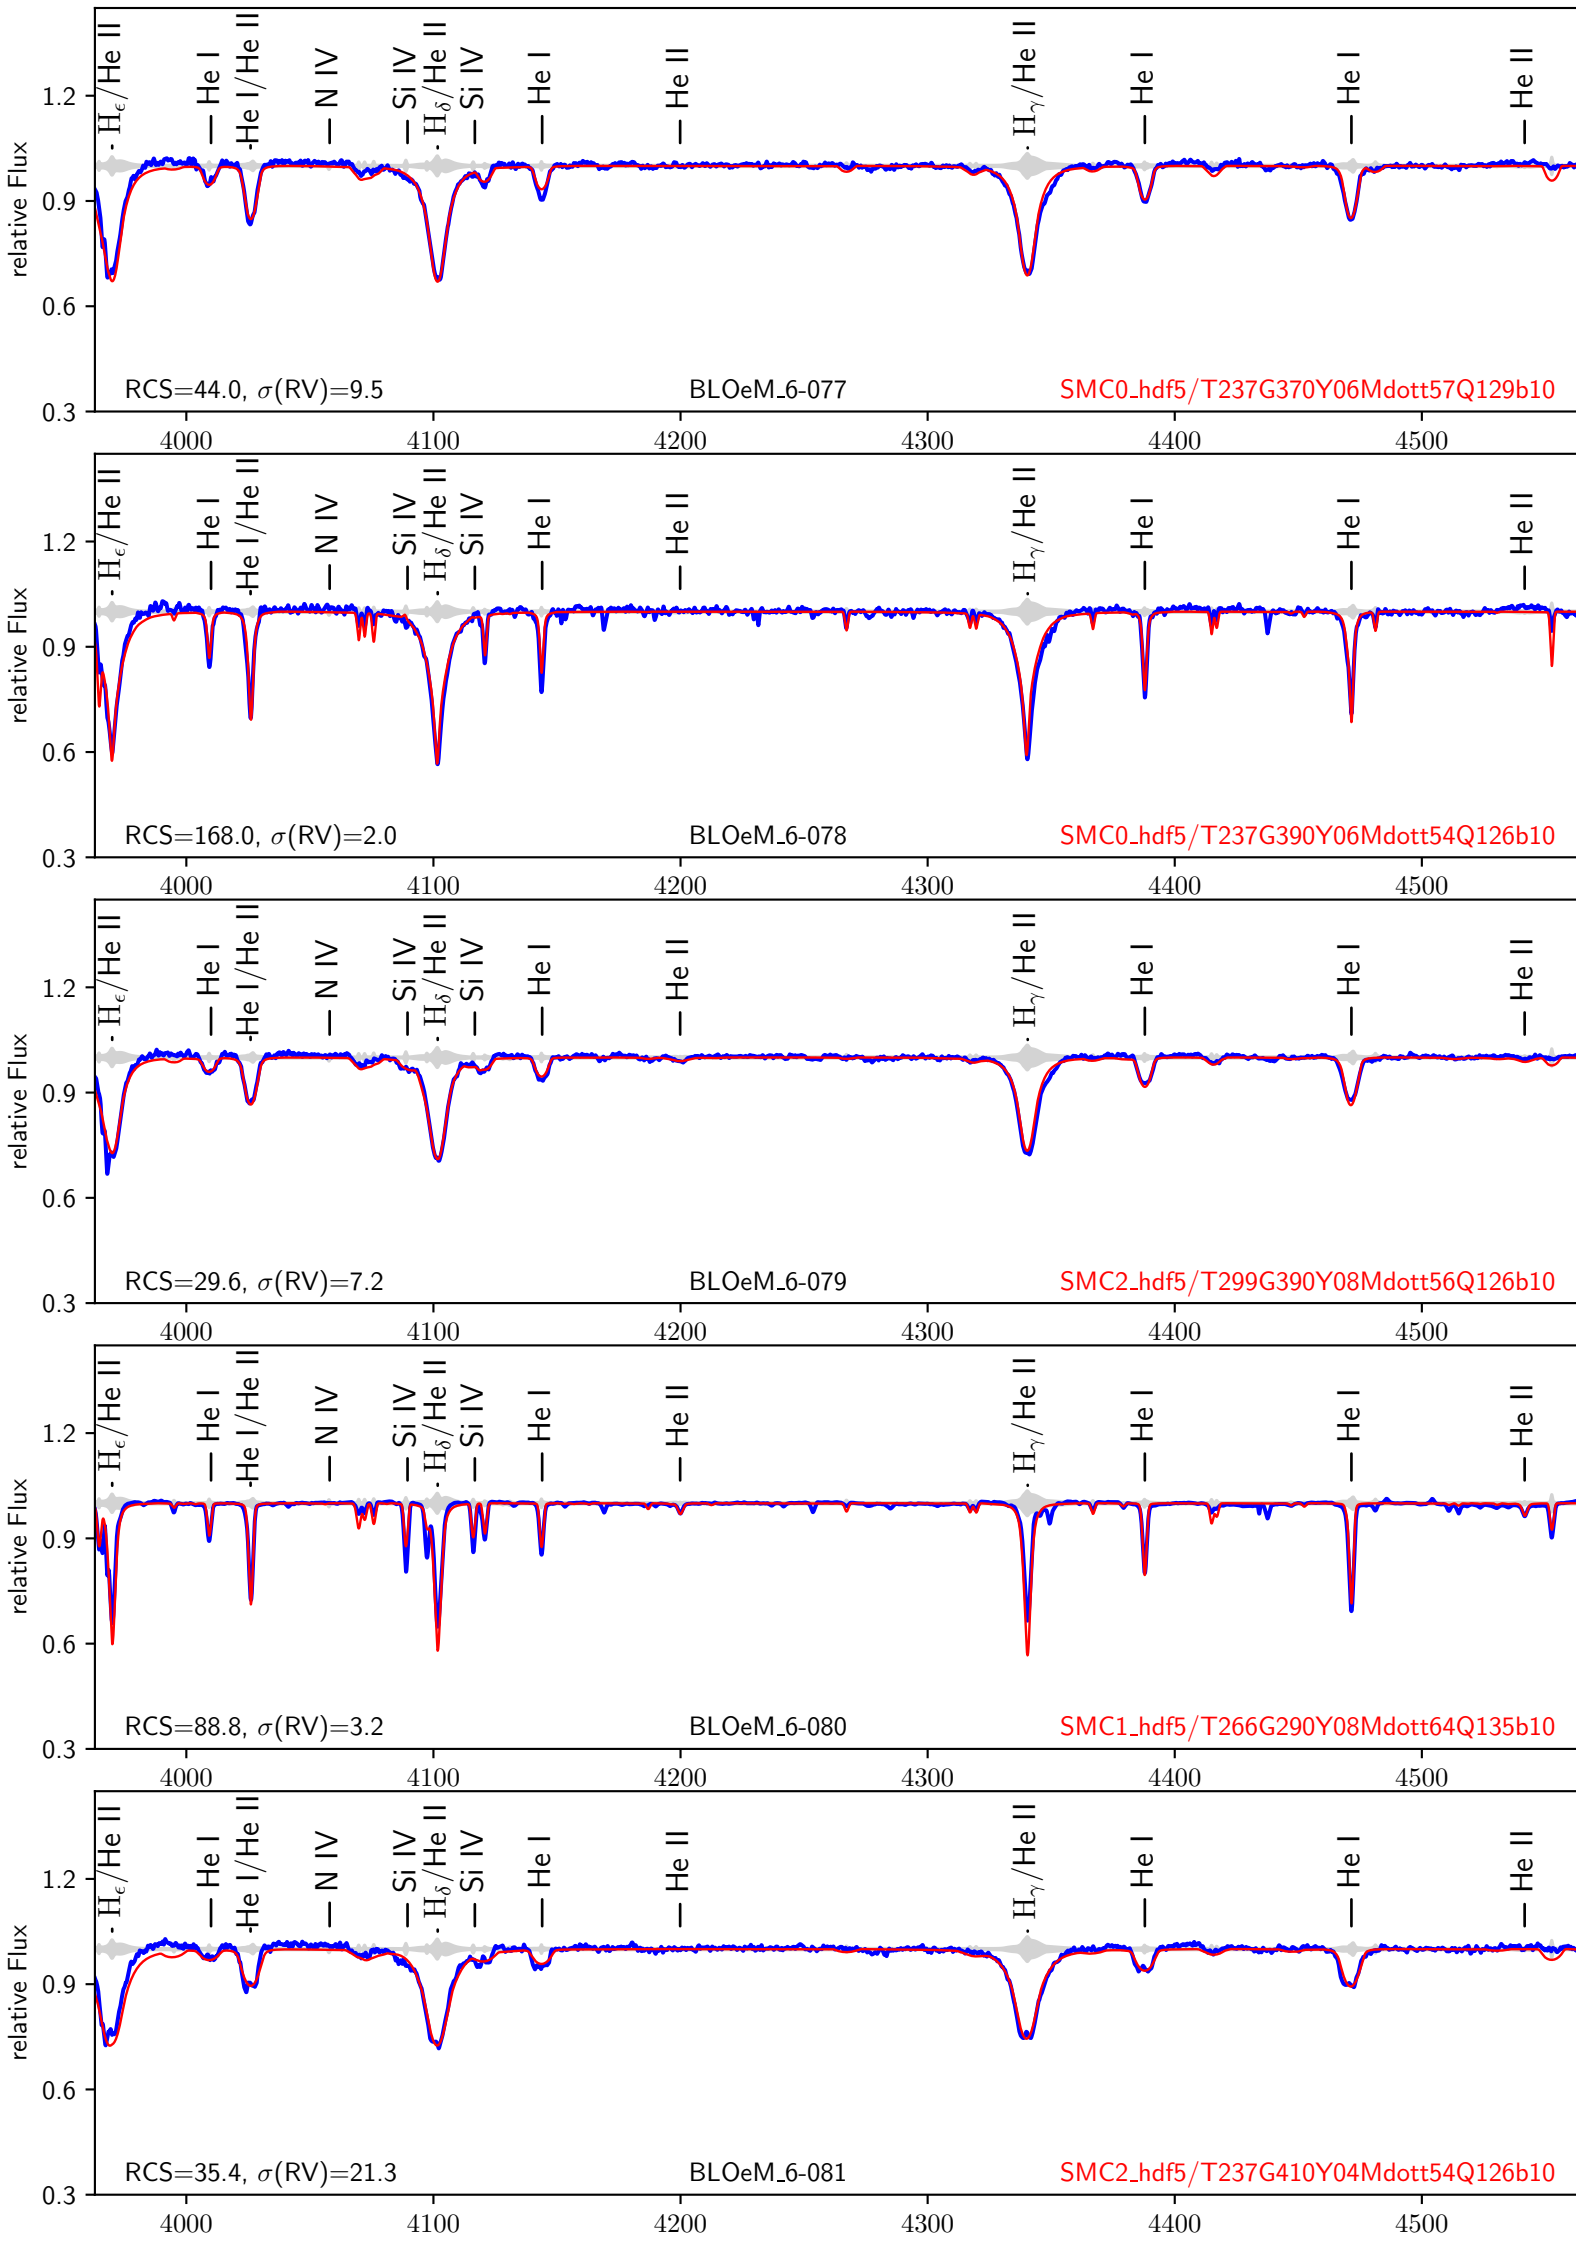 relative Flux
1.2
0.9
0.6
0.3
Hϵ/He II
He I
He I/He II
N IV
Si IV
Hδ/He II
Si IV
He I
He II
Hγ/He II
He I
He I
He II
RCS=44.0, σ(RV)=9.5
BLOeM_6-077
SMC0_hdf5/T237G370Y06Mdott57Q129b10
4000 4100 4200 4300 4400 4500
relative Flux
1.2
0.9
0.6
0.3
Hϵ/He II
He I
He I/He II
N IV
Si IV
Hδ/He II
Si IV
He I
He II
Hγ/He II
He I
He I
He II
RCS=168.0, σ(RV)=2.0
BLOeM_6-078
SMC0_hdf5/T237G390Y06Mdott54Q126b10
4000 4100 4200 4300 4400 4500
relative Flux
1.2
0.9
0.6
0.3
Hϵ/He II
He I
He I/He II
N IV
Si IV
Hδ/He II
Si IV
He I
He II
Hγ/He II
He I
He I
He II
RCS=29.6, σ(RV)=7.2
BLOeM_6-079
SMC2_hdf5/T299G390Y08Mdott56Q126b10
4000 4100 4200 4300 4400 4500
relative Flux
1.2
0.9
0.6
0.3
Hϵ/He II
He I
He I/He II
N IV
Si IV
Hδ/He II
Si IV
He I
He II
Hγ/He II
He I
He I
He II
RCS=88.8, σ(RV)=3.2
BLOeM_6-080
SMC1_hdf5/T266G290Y08Mdott64Q135b10
4000 4100 4200 4300 4400 4500
relative Flux
1.2
0.9
0.6
0.3
Hϵ/He II
He I
He I/He II
N IV
Si IV
Hδ/He II
Si IV
He I
He II
Hγ/He II
He I
He I
He II
RCS=35.4, σ(RV)=21.3
BLOeM_6-081
SMC2_hdf5/T237G410Y04Mdott54Q126b10
4000 4100 4200 4300 4400 4500